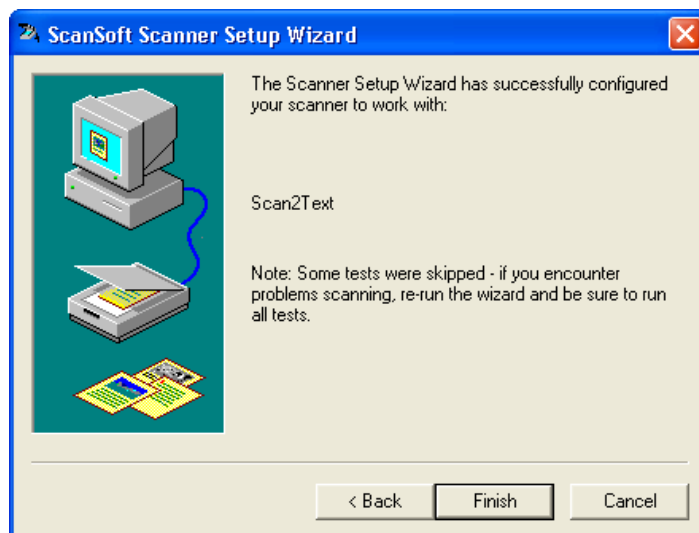 ScanSoft Scanner Setup Wizard
The Scanner Setup Wizard has successfully configured
your scanner to work with:
Scan2Text
Note: Some tests were skipped - if you encounter
problems scanning, re-run the wizard and be sure to run
all tests.
< Back Finish Cancel